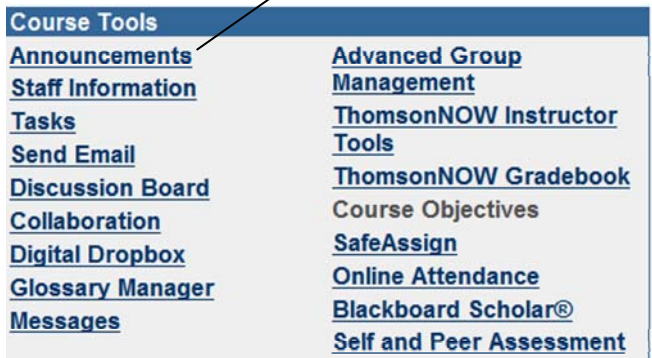 Course Tools
Announcements
Staff Information
Tasks
Send Email
Discussion Board
Collaboration
Digital Dropbox
Glossary Manager
Messages
Advanced Group
Management
ThomsonNOW Instructor
Tools
ThomsonNOW Gradebook
Course Objectives
SafeAssign
Online Attendance
Blackboard Scholar®
Self and Peer Assessment